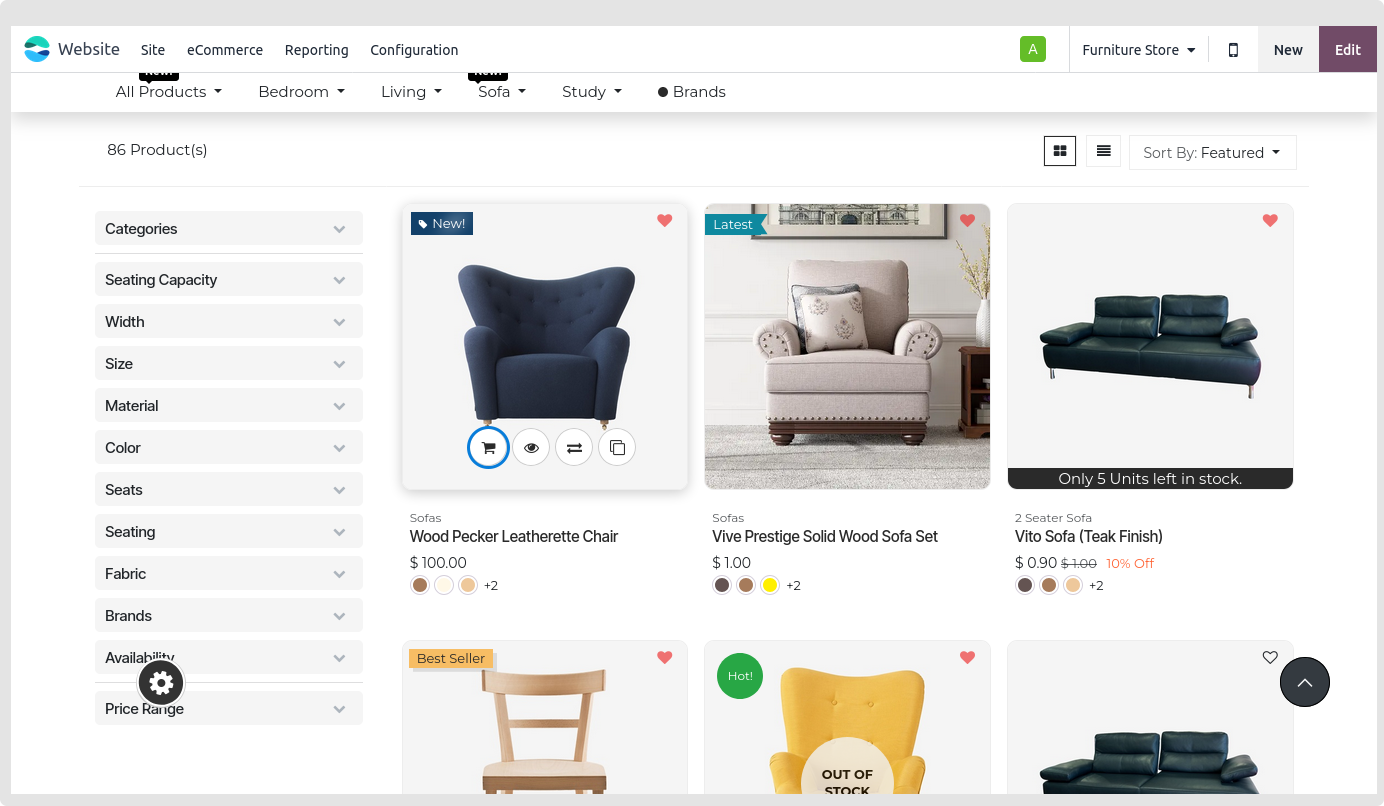 Website Site eCommerce Reporting Configuration A Furniture Store New Edit
All Products Bedroom Living Sofa Study Brands
86 Product(s) Sort By: Featured
Categories
Seating Capacity
Width
Size
Material
Color
Seats
Seating
Fabric
Brands
Availability
Price Range
New!
Latest
Only 5 Units left in stock.
Sofas
Wood Pecker Leatherette Chair
$ 100.00
+2
Sofas
Vive Prestige Solid Wood Sofa Set
$ 1.00
+2
2 Seater Sofa
Vito Sofa (Teak Finish)
$ 0.90 $ 1.00 10% Off
+2
Best Seller
Hot!
OUT OF
STOCK